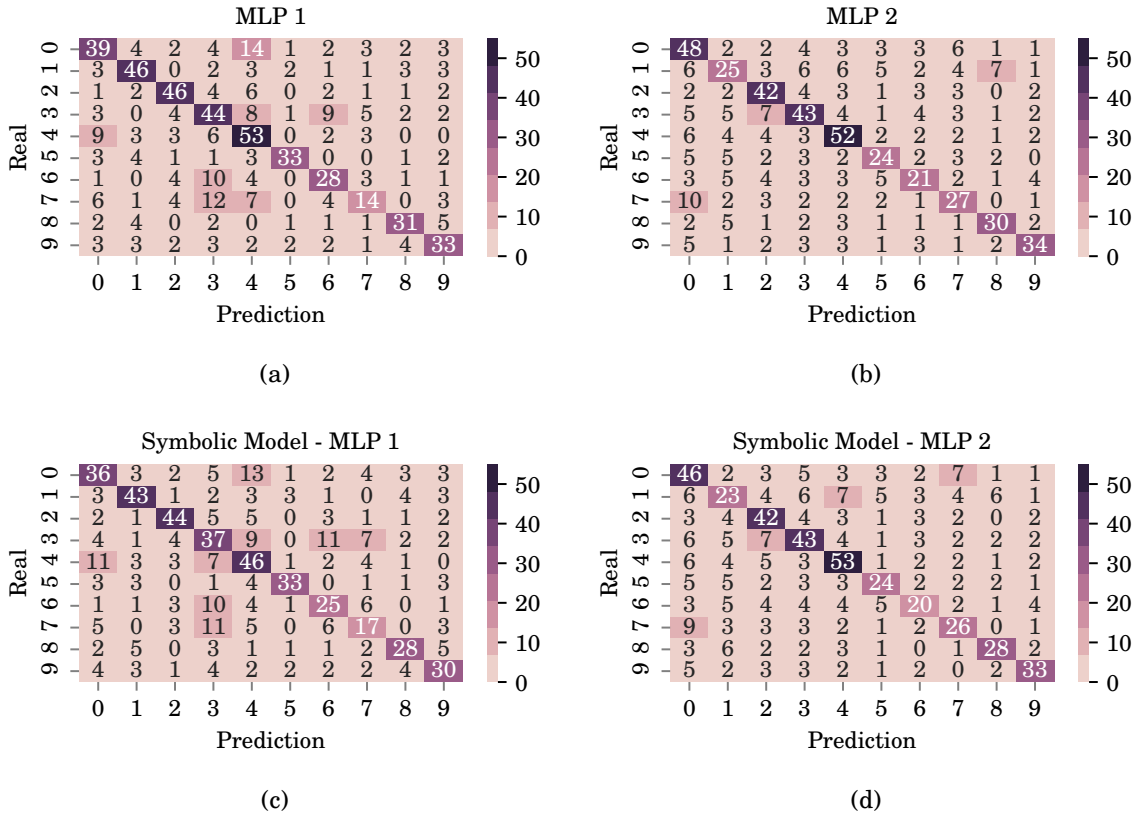 MLP 1
Real
0 39 4 2 4 14 1 2 3 2 3
1 3 46 0 2 3 2 1 1 3 3
2 1 2 46 4 6 0 2 1 1 2
3 3 0 4 44 8 1 9 5 2 2
4 9 3 3 6 53 0 2 3 0 0
5 3 4 1 1 3 33 0 0 1 2
6 1 0 4 10 4 0 28 3 1 1
7 6 1 4 12 7 0 4 14 0 3
8 2 4 0 2 0 1 1 1 31 5
9 3 3 2 3 2 2 2 1 4 33
0 1 2 3 4 5 6 7 8 9
Prediction
50
40
30
20
10
0
(a)
MLP 2
Real
0 48 2 2 4 3 3 3 6 1 1
1 6 25 3 6 6 5 2 4 7 1
2 2 2 42 4 3 1 3 3 0 2
3 5 5 7 43 4 1 4 3 1 2
4 6 4 4 3 52 2 2 2 1 2
5 5 5 2 3 2 24 2 3 2 0
6 3 5 4 3 3 5 21 2 1 4
7 10 2 3 2 2 2 1 27 0 1
8 2 5 1 2 3 1 1 1 30 2
9 5 1 2 3 3 1 3 1 2 34
0 1 2 3 4 5 6 7 8 9
Prediction
50
40
30
20
10
0
(b)
Symbolic Model - MLP 1
Real
0 36 3 2 5 13 1 2 4 3 3
1 3 43 1 2 3 3 1 0 4 3
2 2 1 44 5 5 0 3 1 1 2
3 4 1 4 37 9 0 11 7 2 2
4 11 3 3 7 46 1 2 4 1 0
5 3 3 0 1 4 33 0 1 1 3
6 1 1 3 10 4 1 25 6 0 1
7 5 0 3 11 5 0 6 17 0 3
8 2 5 0 3 1 1 1 2 28 5
9 4 3 1 4 2 2 2 2 4 30
0 1 2 3 4 5 6 7 8 9
Prediction
50
40
30
20
10
0
(c)
Symbolic Model - MLP 2
Real
0 46 2 3 5 3 3 2 7 1 1
1 6 23 4 6 7 5 3 4 6 1
2 3 4 42 4 3 1 3 2 0 2
3 6 5 7 43 4 1 3 2 2 2
4 6 4 5 3 53 1 2 2 1 2
5 5 5 2 3 3 24 2 2 2 1
6 3 5 4 4 4 5 20 2 1 4
7 9 3 3 3 2 1 2 26 0 1
8 3 6 2 2 3 1 0 1 28 2
9 5 2 3 3 2 1 2 0 2 33
0 1 2 3 4 5 6 7 8 9
Prediction
50
40
30
20
10
0
(d)